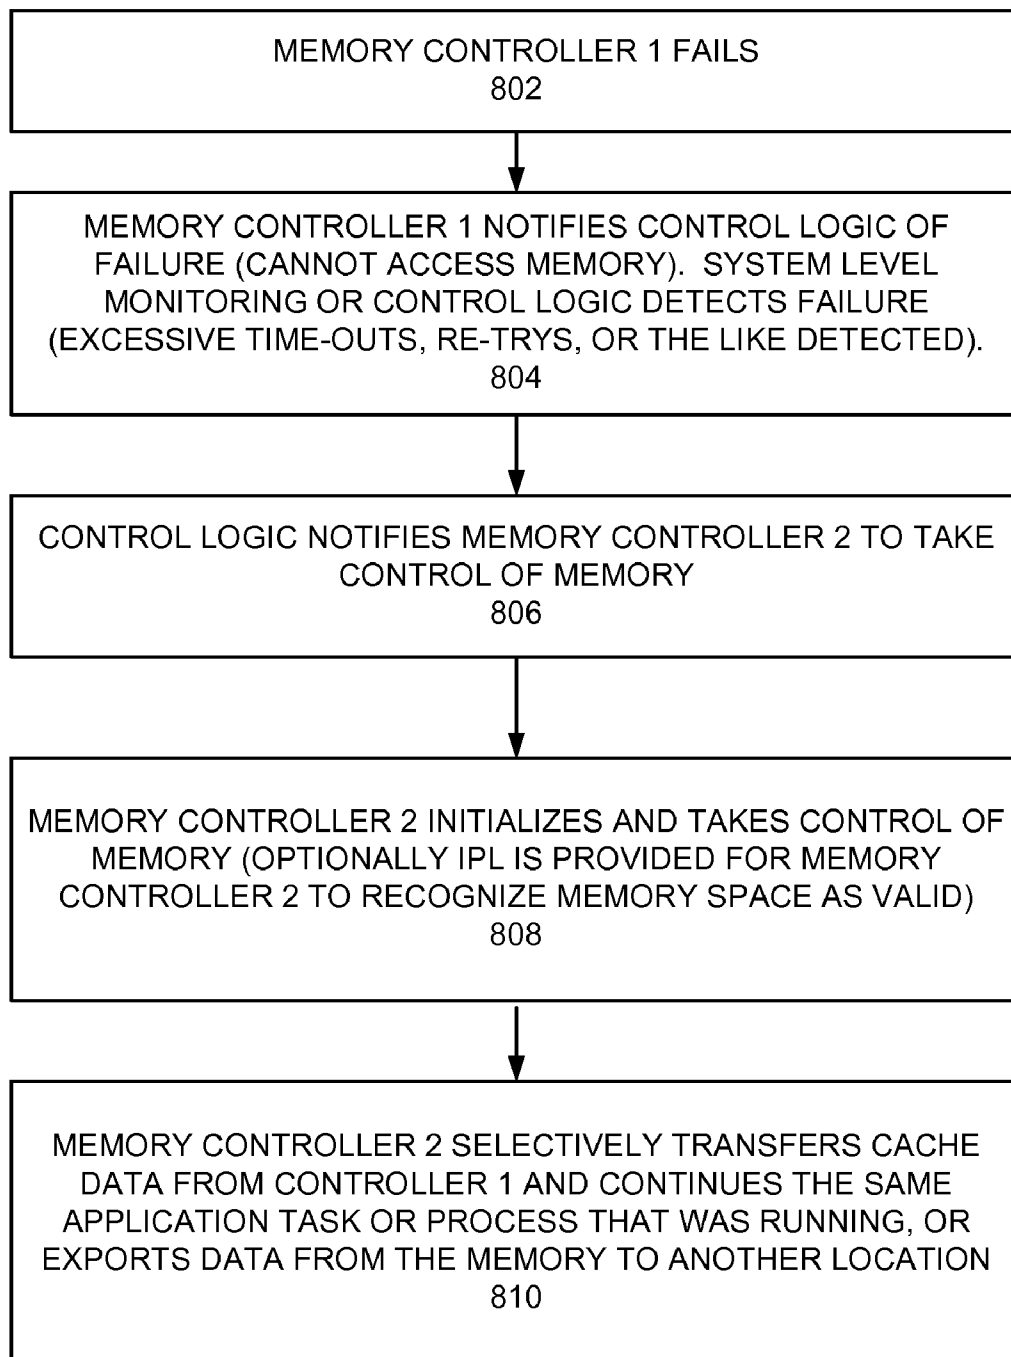 MEMORY CONTROLLER 1 FAILS
802
MEMORY CONTROLLER 1 NOTIFIES CONTROL LOGIC OF
FAILURE (CANNOT ACCESS MEMORY). SYSTEM LEVEL
MONITORING OR CONTROL LOGIC DETECTS FAILURE
(EXCESSIVE TIME-OUTS, RE-TRYS, OR THE LIKE DETECTED).
804
CONTROL LOGIC NOTIFIES MEMORY CONTROLLER 2 TO TAKE
CONTROL OF MEMORY
806
MEMORY CONTROLLER 2 INITIALIZES AND TAKES CONTROL OF
MEMORY (OPTIONALLY IPL IS PROVIDED FOR MEMORY
CONTROLLER 2 TO RECOGNIZE MEMORY SPACE AS VALID)
808
MEMORY CONTROLLER 2 SELECTIVELY TRANSFERS CACHE
DATA FROM CONTROLLER 1 AND CONTINUES THE SAME
APPLICATION TASK OR PROCESS THAT WAS RUNNING, OR
EXPORTS DATA FROM THE MEMORY TO ANOTHER LOCATION
810